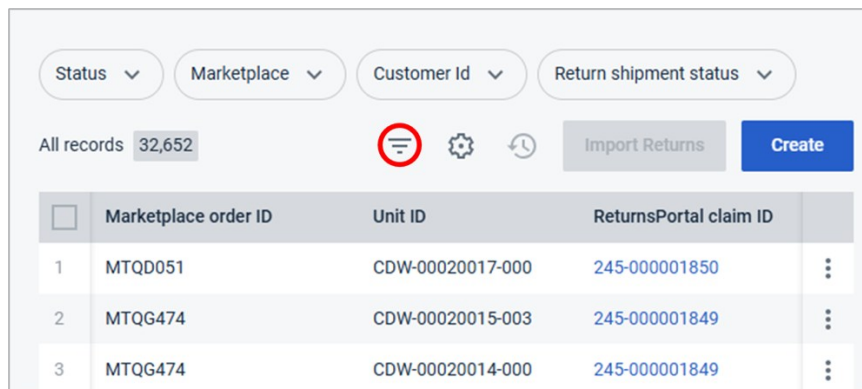 Status Marketplace Customer Id Return shipment status
All records 32,652 Import Returns Create
Marketplace order ID Unit ID ReturnsPortal claim ID
1 MTQD051 CDW-00020017-000 245-000001850
2 MTQG474 CDW-00020015-003 245-000001849
3 MTQG474 CDW-00020014-000 245-000001849